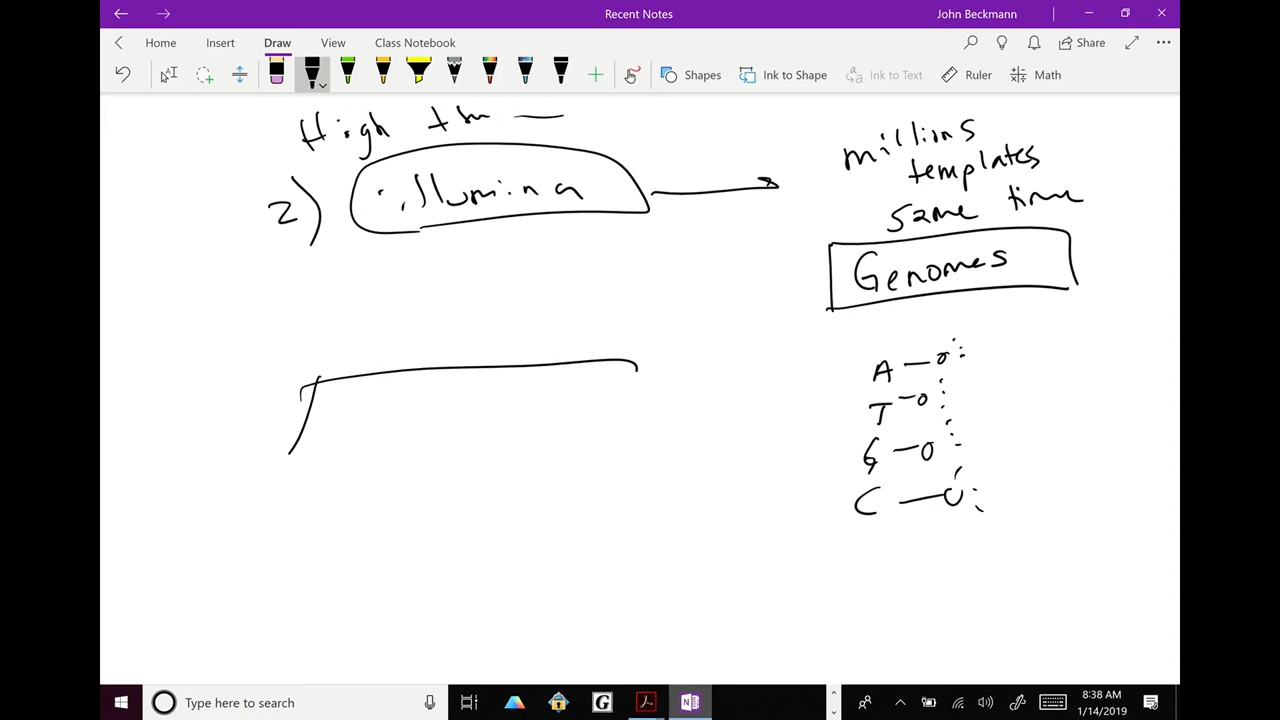 Recent Notes
John Beckmann
Home Insert Draw View Class Notebook
Share
Shapes
Ink to Shape
Ink to Text
Ruler
Math
High
2) illumina
millions
templates
same time
Genomes
A
T
G
C
Type here to search
8:38 AM
1/14/2019